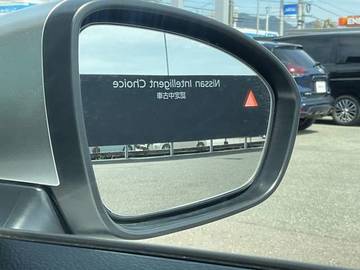 Nissan Intelligent Choice
認定中古車